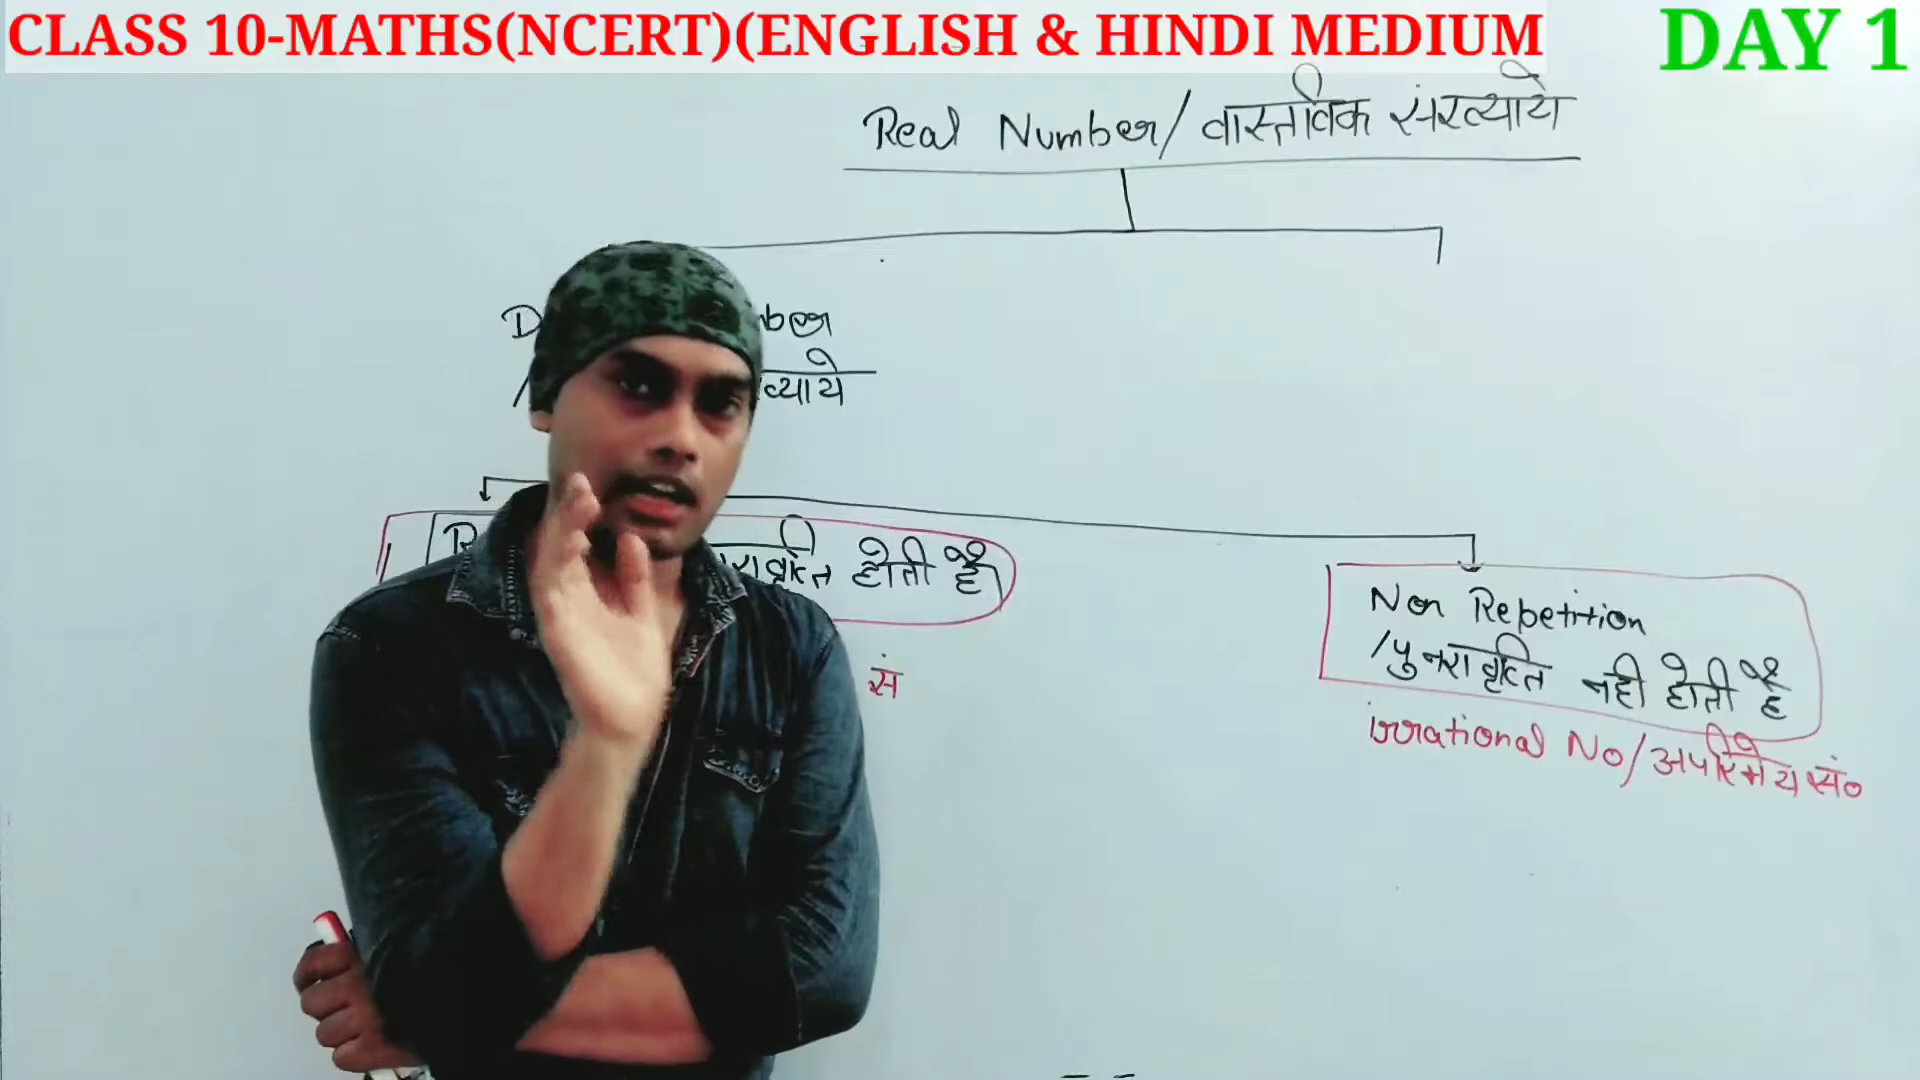 CLASS 10-MATHS(NCERT)(ENGLISH & HINDI MEDIUM
DAY 1
Real Number/ वास्तविक संख्याये
D ber
/ ख्याये
R रावृत्ति होती है
सं
Non Repetition
/पुनरावृत्ति नही होती है
irrational No/अपरिमेय सं०